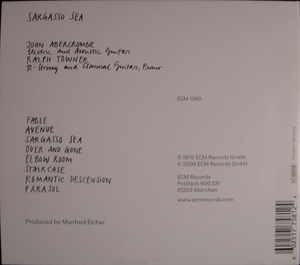 SARGASSO SEA
JOHN ABERCROMBIE
Electric and Acoustic Guitars
RALPH TOWNER
12-String and Classical Guitars, Piano
ECM 1080
FABLE
AVENUE
SARGASSO SEA
OVER AND GONE
ELBOW ROOM
STAIRCASE
ROMANTIC DESCENSION
PARASOL
Ⓟ 1976 ECM Records GmbH
© 2008 ECM Records GmbH
ECM Records
Postfach 600 331
81203 München
www.ecmrecords.com
Produced by Manfred Eicher